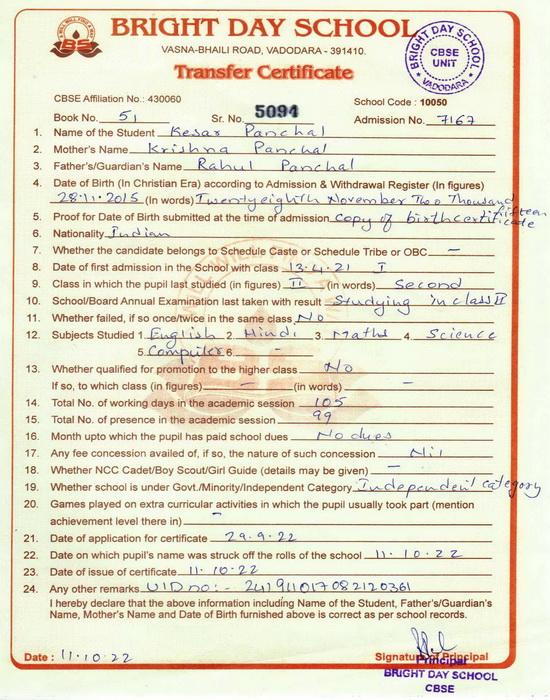 BRIGHT DAY SCHOOL
VASNA-BHAILI ROAD, VADODARA - 391410.
Transfer Certificate
BRIGHT DAY SCHOOL
CBSE
UNIT
VADODARA
CBSE Affiliation No.: 430060
School Code : 10050
Book No. 51 Sr. No. 5094 Admission No. 7167
1. Name of the Student Kesar Panchal
2. Mother's Name Krishna Panchal
3. Father's/Guardian's Name Rahul Panchal
4. Date of Birth (In Christian Era) according to Admission & Withdrawal Register (In figures)
28.11.2015 (In words) Twentyeighth November Two Thousand fifteen
5. Proof for Date of Birth submitted at the time of admission copy of birth certificate
6. Nationality Indian
7. Whether the candidate belongs to Schedule Caste or Schedule Tribe or OBC –
8. Date of first admission in the School with class 13.4.21 I
9. Class in which the pupil last studied (in figures) II (in words) Second
10. School/Board Annual Examination last taken with result Studying in class II
11. Whether failed, if so once/twice in the same class No
12. Subjects Studied 1. English 2. Hindi 3. Maths 4. Science
5. Computer 6. –
13. Whether qualified for promotion to the higher class No
If so, to which class (in figures) – (in words) –
14. Total No. of working days in the academic session 105
15. Total No. of presence in the academic session 99
16. Month upto which the pupil has paid school dues No dues
17. Any fee concession availed of, if so, the nature of such concession Nil
18. Whether NCC Cadet/Boy Scout/Girl Guide (details may be given) –
19. Whether school is under Govt./Minority/Independent Category Independent category
20. Games played on extra curricular activities in which the pupil usually took part (mention
achievement level there in) –
21. Date of application for certificate 29.9.22
22. Date on which pupil's name was struck off the rolls of the school 11.10.22
23. Date of issue of certificate 11.10.22
24. Any other remarks UID no:- 241911017082120361
I hereby declare that the above information including Name of the Student, Father's/Guardian's
Name, Mother's Name and Date of Birth furnished above is correct as per school records.
Date : 11.10.22
Signature of Principal
Principal
BRIGHT DAY SCHOOL
CBSE